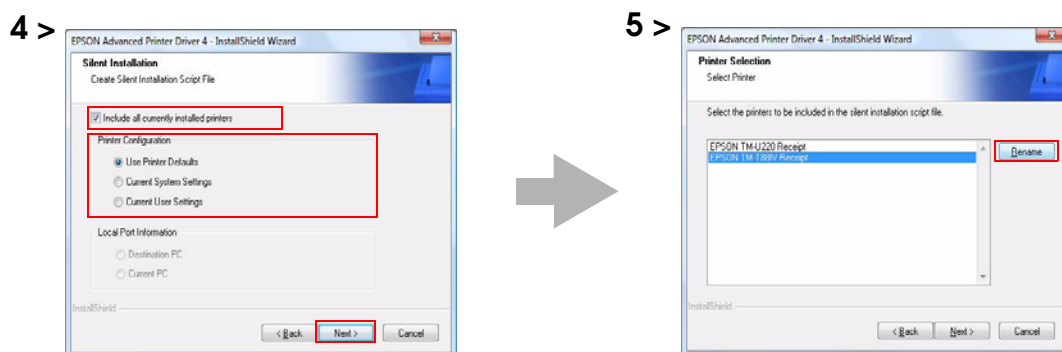 4 >
EPSON Advanced Printer Driver 4 - InstallShield Wizard
Silent Installation
Create Silent Installation Script File
Include all currently installed printers
Printer Configuration
Use Printer Defaults
Current System Settings
Current User Settings
Local Port Information
Destination PC
Current PC
InstallShield
< Back Next > Cancel
5 >
EPSON Advanced Printer Driver 4 - InstallShield Wizard
Printer Selection
Select Printer
Select the printers to be included in the silent installation script file.
EPSON TM-U220 Receipt
EPSON TM-T88IV Receipt
Rename
InstallShield
< Back Next > Cancel